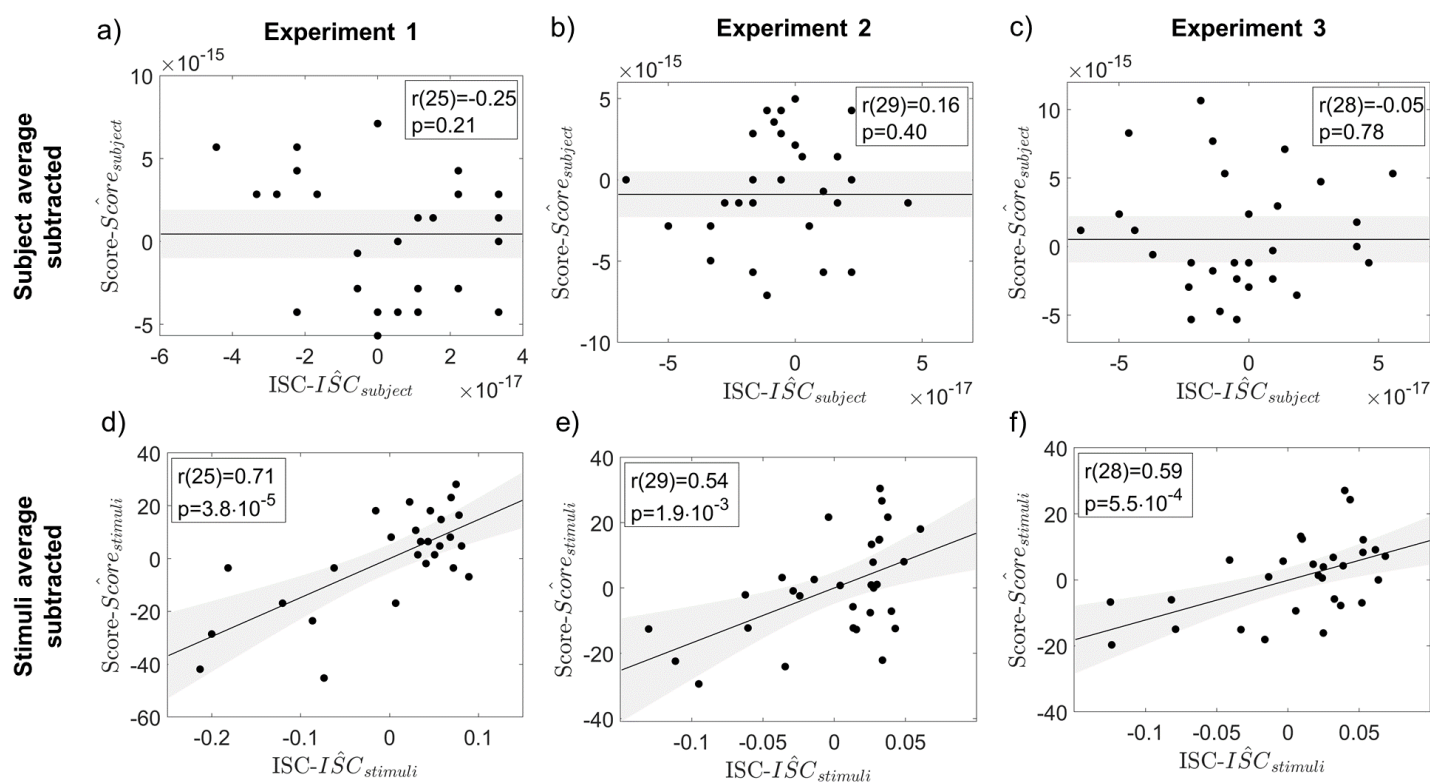 a)
Experiment 1
×10⁻¹⁵
10
5
0
-5
Score-Ŝcore_subject
r(25)=-0.25
p=0.21
-6 -4 -2 0 2 4
ISC-IŜC_subject
×10⁻¹⁷
b)
Experiment 2
×10⁻¹⁵
5
0
-5
-10
Score-Ŝcore_subject
r(29)=0.16
p=0.40
-5 0 5
ISC-IŜC_subject
×10⁻¹⁷
c)
Experiment 3
×10⁻¹⁵
10
5
0
-5
Score-Ŝcore_subject
r(28)=-0.05
p=0.78
-5 0 5
ISC-IŜC_subject
×10⁻¹⁷
Subject average
subtracted
d)
40
20
0
-20
-40
-60
Score-Ŝcore_stimuli
r(25)=0.71
p=3.8·10⁻⁵
-0.2 -0.1 0 0.1
ISC-IŜC_stimuli
e)
40
20
0
-20
-40
Score-Ŝcore_stimuli
r(29)=0.54
p=1.9·10⁻³
-0.1 -0.05 0 0.05
ISC-IŜC_stimuli
f)
40
20
0
-20
-40
Score-Ŝcore_stimuli
r(28)=0.59
p=5.5·10⁻⁴
-0.1 -0.05 0 0.05
ISC-IŜC_stimuli
Stimuli average
subtracted